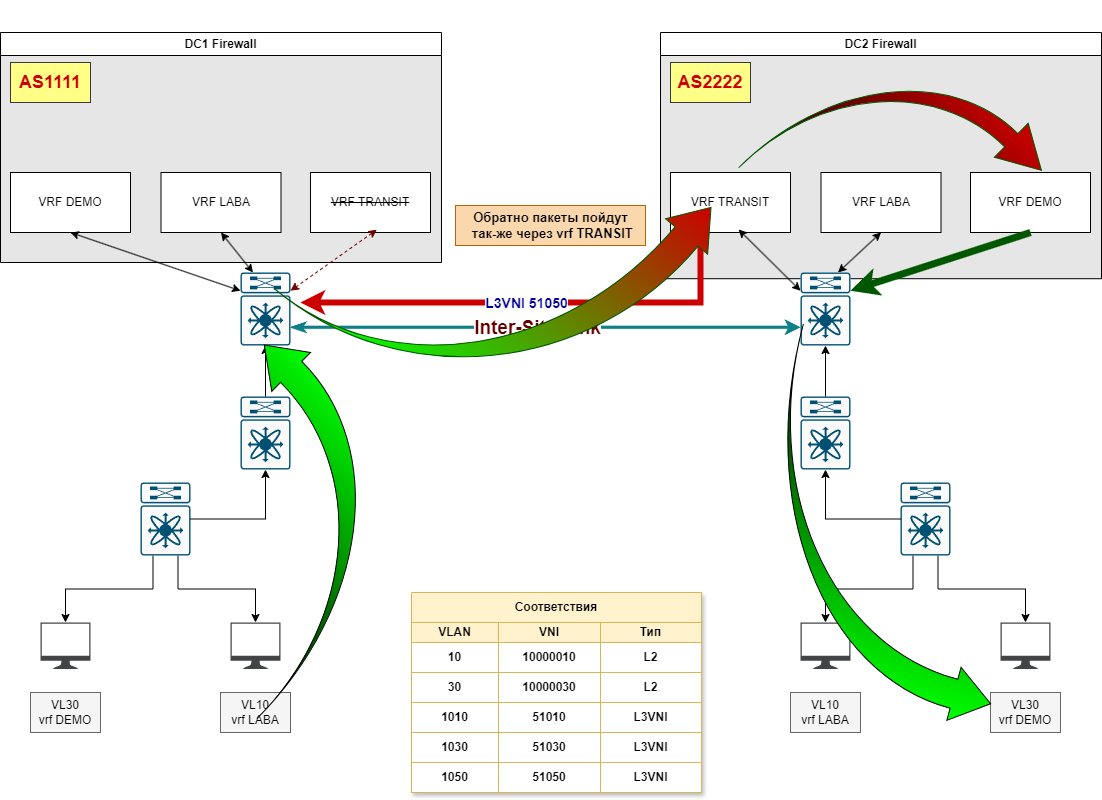 DC1 Firewall
DC2 Firewall
AS1111
AS2222
VRF DEMO
VRF LABA
VRF TRANSIT
VRF TRANSIT
VRF LABA
VRF DEMO
Обратно пакеты пойдут
так-же через vrf TRANSIT
L3VNI 51050
VL30
vrf DEMO
VL10
vrf LABA
VL10
vrf LABA
VL30
vrf DEMO
Соответствия
VLAN VNI Тип
10 10000010 L2
30 10000030 L2
1010 51010 L3VNI
1030 51030 L3VNI
1050 51050 L3VNI